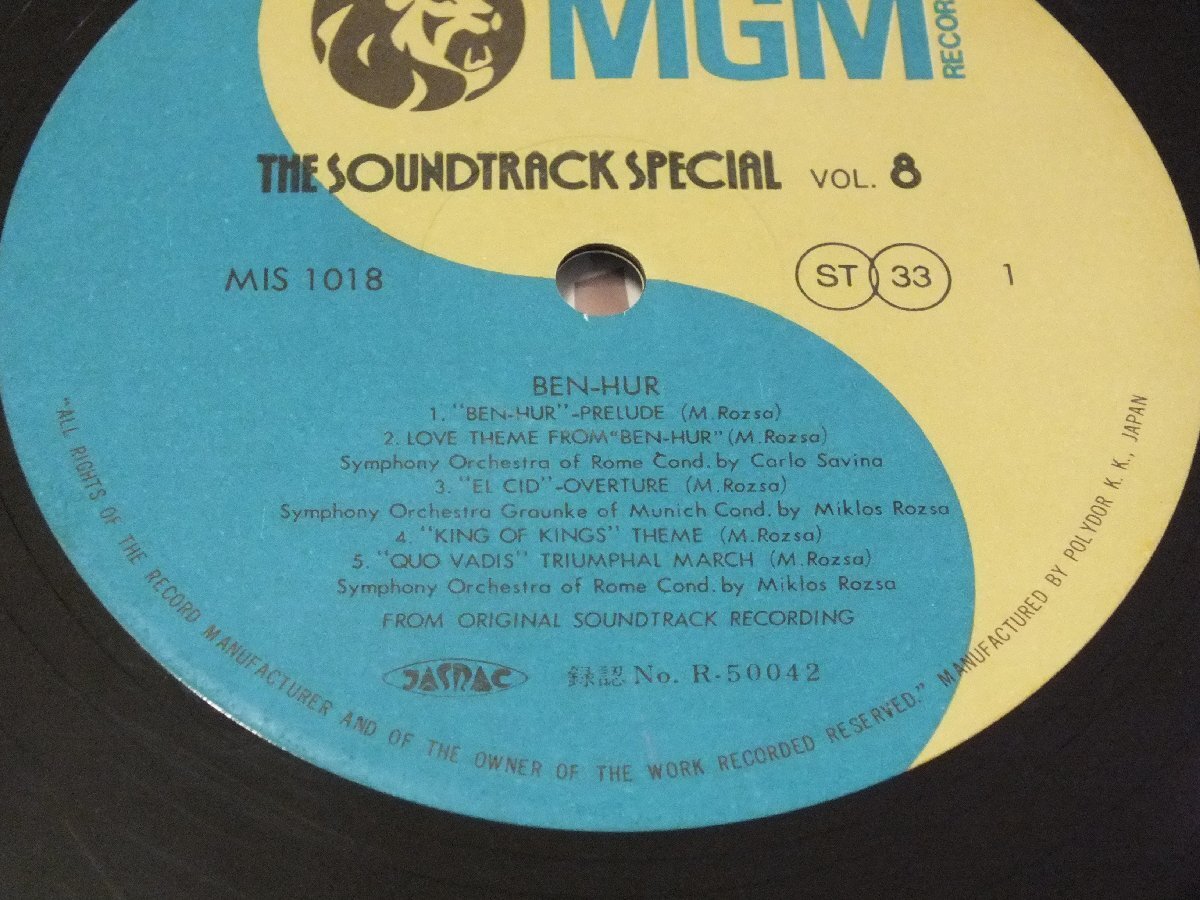 MGM
RECOR
THE SOUNDTRACK SPECIAL VOL. 8
MIS 1018
ST 33 1
BEN-HUR
1. "BEN-HUR"-PRELUDE (M. Rozsa)
2. LOVE THEME FROM "BEN-HUR" (M. Rozsa)
Symphony Orchestra of Rome Cond. by Carlo Savina
3. "EL CID"-OVERTURE (M. Rozsa)
Symphony Orchestra Graunke of Munich Cond. by Miklos Rozsa
4. "KING OF KINGS" THEME (M. Rozsa)
5. "QUO VADIS" TRIUMPHAL MARCH (M. Rozsa)
Symphony Orchestra of Rome Cond. by Miklos Rozsa
FROM ORIGINAL SOUNDTRACK RECORDING
JASRAC 録認 No. R-50042
"ALL RIGHTS OF THE RECORD MANUFACTURER AND OF THE OWNER OF THE WORK RECORDED RESERVED." MANUFACTURED BY POLYDOR K. K., JAPAN